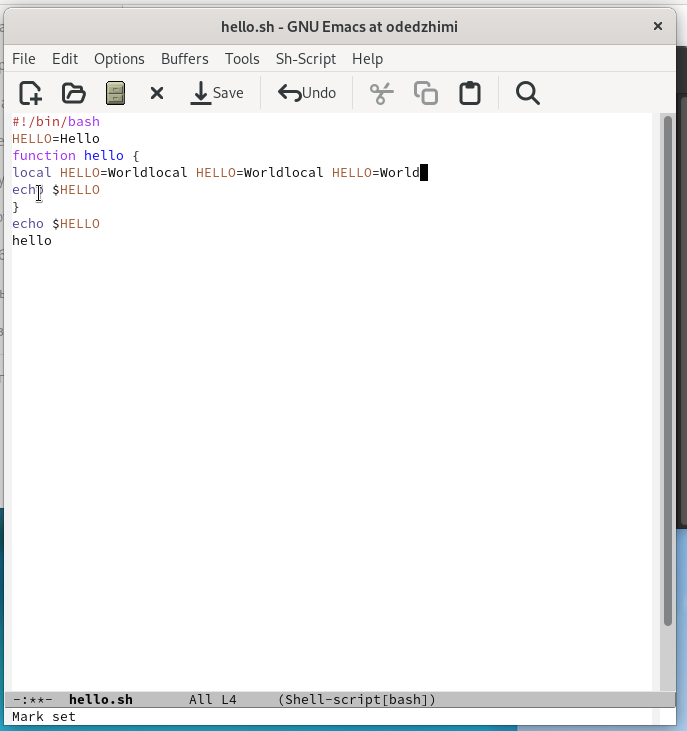 hello.sh - GNU Emacs at odedzhimi
File Edit Options Buffers Tools Sh-Script Help
Save Undo
#!/bin/bash
HELLO=Hello
function hello {
local HELLO=Worldlocal HELLO=Worldlocal HELLO=World
echo $HELLO
}
echo $HELLO
hello
-:**- hello.sh All L4 (Shell-script[bash])
Mark set